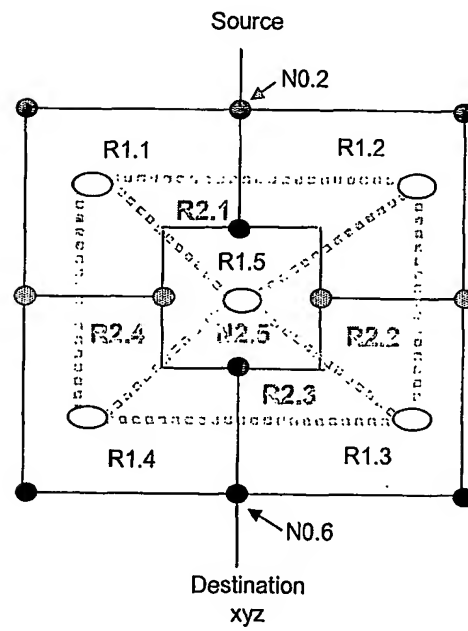 Source
N0.2
R1.1
R1.2
R2.1
R1.5
R2.4
N2.5
R2.2
R2.3
R1.4
R1.3
N0.6
Destination
xyz